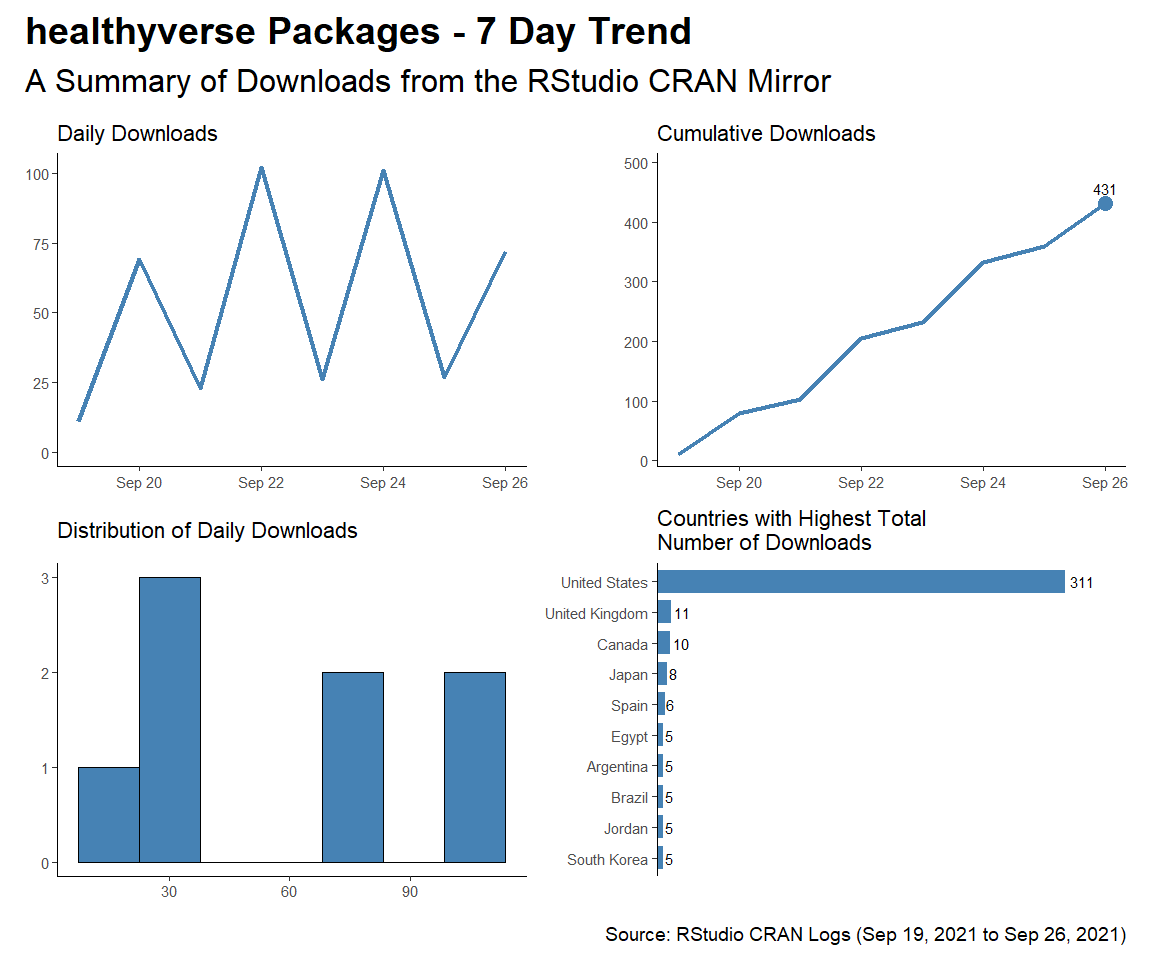 healthyverse Packages - 7 Day Trend
A Summary of Downloads from the RStudio CRAN Mirror
Daily Downloads
100
75
50
25
0
Sep 20 Sep 22 Sep 24 Sep 26
Cumulative Downloads
500
400
300
200
100
0
431
Sep 20 Sep 22 Sep 24 Sep 26
Distribution of Daily Downloads
3
2
1
0
30 60 90
Countries with Highest Total
Number of Downloads
United States 311
United Kingdom 11
Canada 10
Japan 8
Spain 6
Egypt 5
Argentina 5
Brazil 5
Jordan 5
South Korea 5
Source: RStudio CRAN Logs (Sep 19, 2021 to Sep 26, 2021)